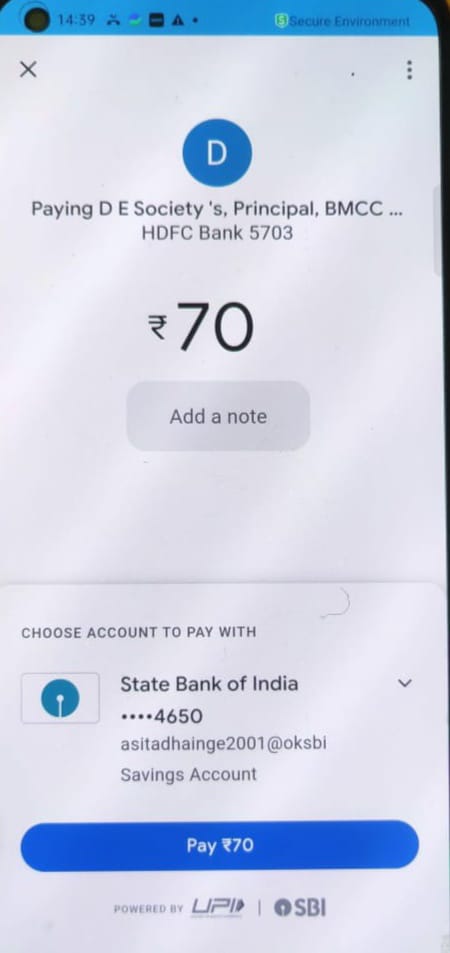 14:39
Secure Environment
D
Paying D E Society 's, Principal, BMCC ...
HDFC Bank 5703
₹70
Add a note
CHOOSE ACCOUNT TO PAY WITH
State Bank of India
••••4650
asitadhainge2001@oksbi
Savings Account
Pay ₹70
POWERED BY UPI | SBI